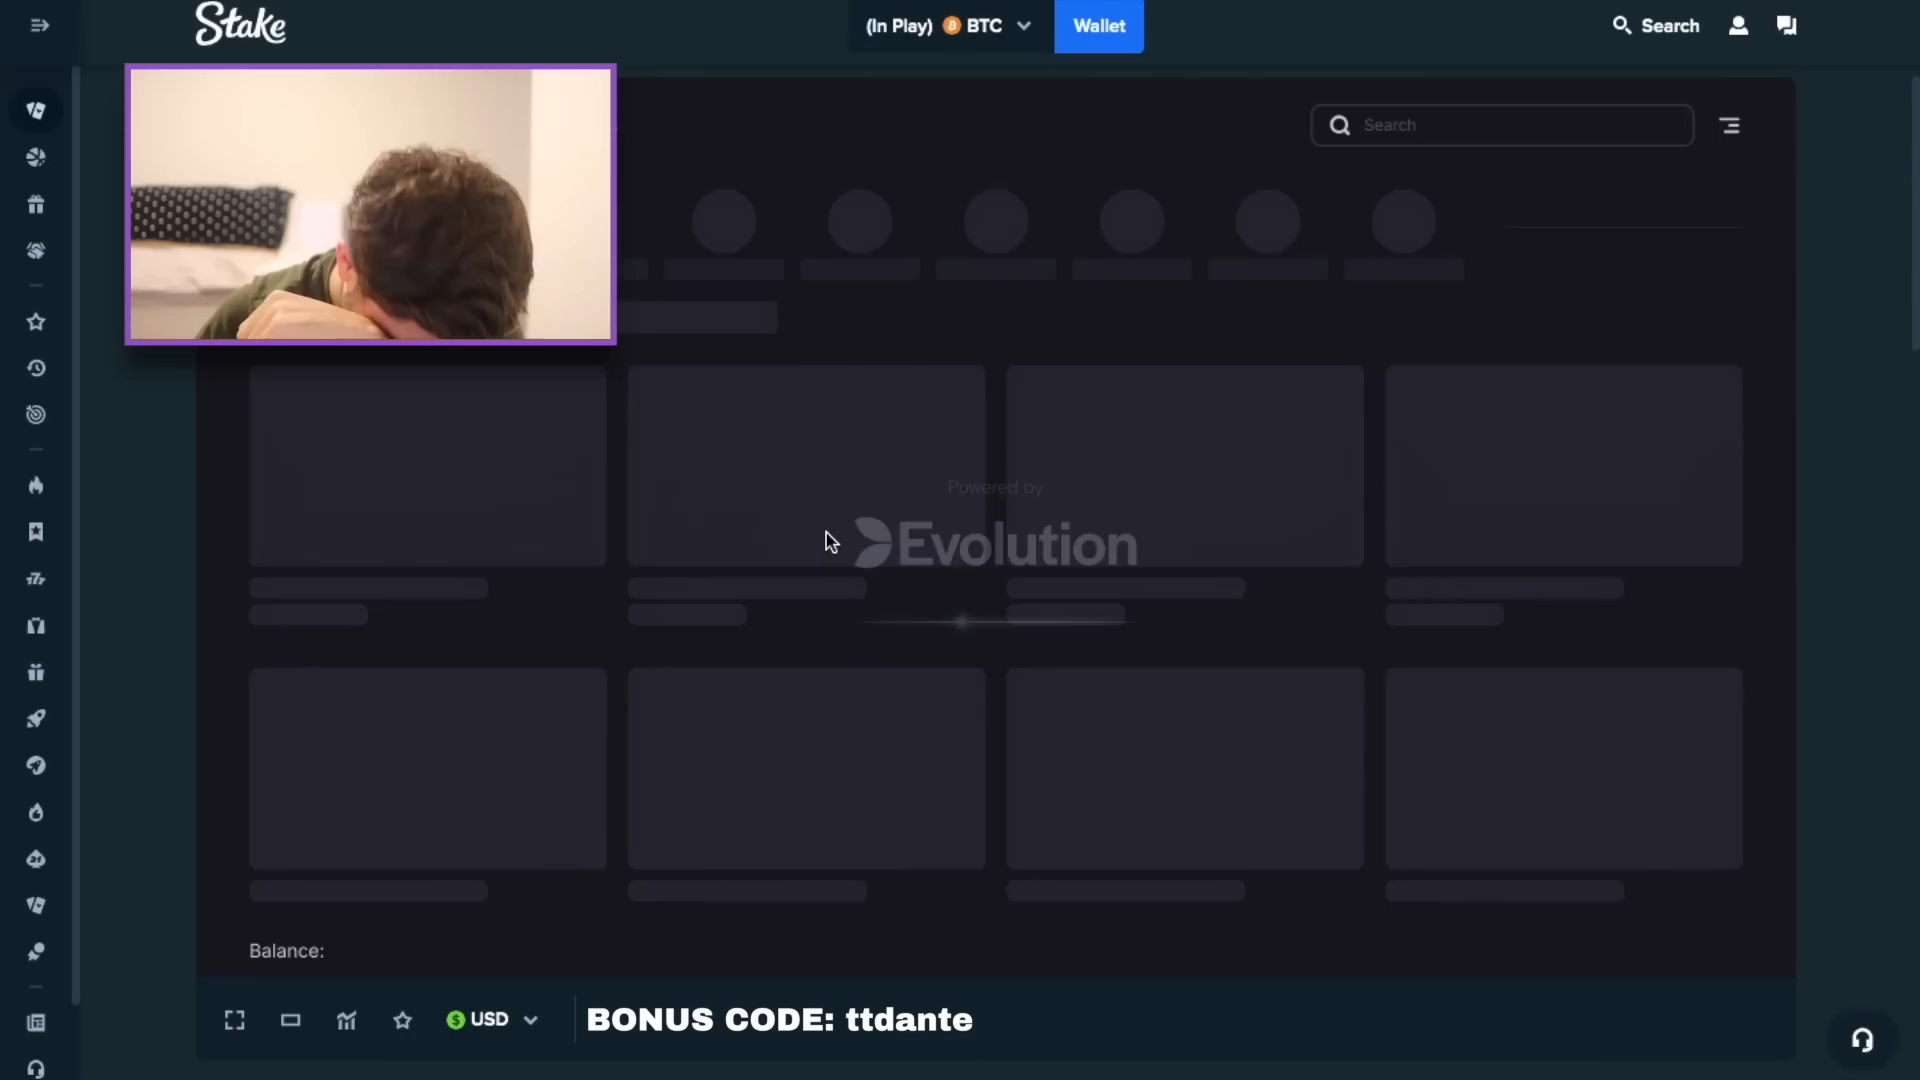 Stake
(In Play) BTC
Wallet
Search
Search
Powered by
Evolution
Balance:
USD
BONUS CODE: ttdante